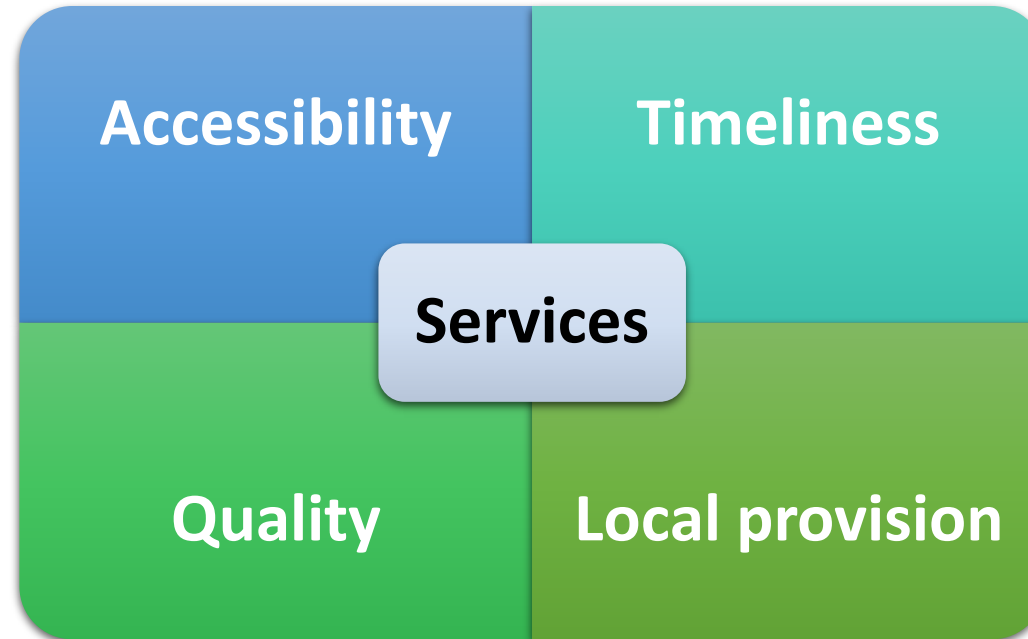 Accessibility
Timeliness
Services
Quality
Local provision